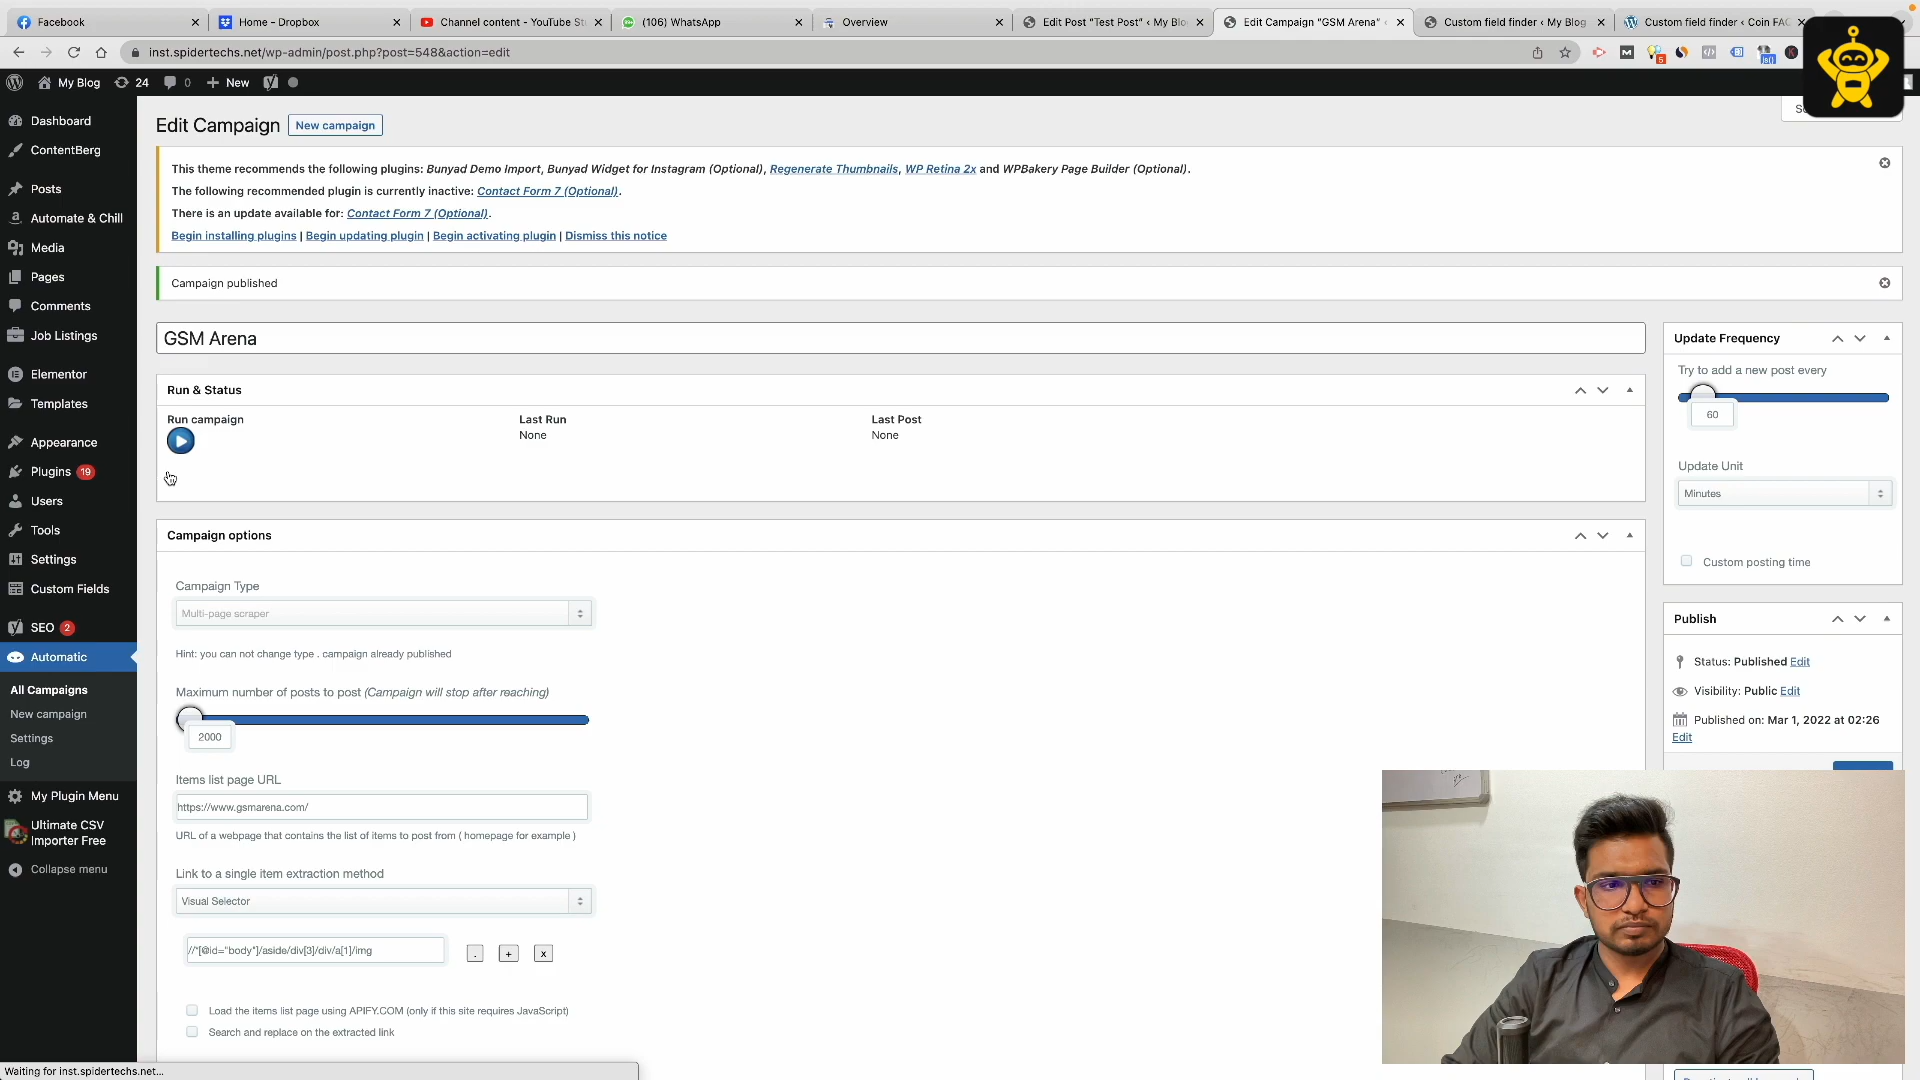 Facebook
Home – Dropbox
Channel content - YouTube St
(106) WhatsApp
Overview
Edit Post “Test Post” ‹ My Blo
Edit Campaign “GSM Arena” ‹
Custom field finder ‹ My Blog
Custom field finder ‹ Coin FAC
inst.spidertechs.net/wp-admin/post.php?post=548&action=edit
My Blog
24
0
New
Dashboard
ContentBerg
Posts
Automate & Chill
Media
Pages
Comments
Job Listings
Elementor
Templates
Appearance
Plugins 19
Users
Tools
Settings
Custom Fields
SEO 2
Automatic
All Campaigns
New campaign
Settings
Log
My Plugin Menu
Ultimate CSV
Importer Free
Collapse menu
Edit Campaign
New campaign
This theme recommends the following plugins: Bunyad Demo Import, Bunyad Widget for Instagram (Optional), Regenerate Thumbnails, WP Retina 2x and WPBakery Page Builder (Optional).
The following recommended plugin is currently inactive: Contact Form 7 (Optional).
There is an update available for: Contact Form 7 (Optional).
Begin installing plugins | Begin updating plugin | Begin activating plugin | Dismiss this notice
Campaign published
GSM Arena
Run & Status
Run campaign
Last Run
None
Last Post
None
Campaign options
Campaign Type
Multi-page scraper
Hint: you can not change type . campaign already published
Maximum number of posts to post (Campaign will stop after reaching)
2000
Items list page URL
https://www.gsmarena.com/
URL of a webpage that contains the list of items to post from ( homepage for example )
Link to a single item extraction method
Visual Selector
//*[@id="body"]/aside/div[3]/div/a[1]/img
. + x
Load the items list page using APIFY.COM (only if this site requires JavaScript)
Search and replace on the extracted link
Update Frequency
Try to add a new post every
60
Update Unit
Minutes
Custom posting time
Publish
Status: Published Edit
Visibility: Public Edit
Published on: Mar 1, 2022 at 02:26
Edit
Waiting for inst.spidertechs.net...